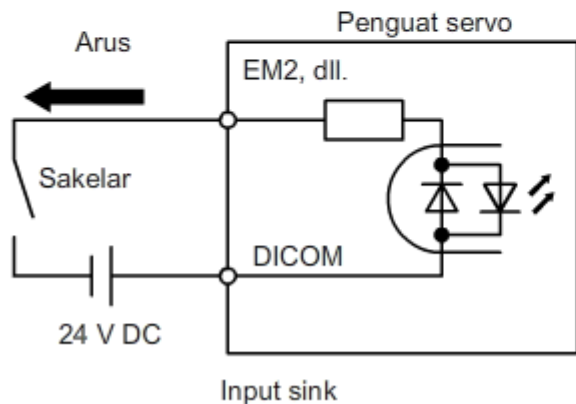 Penguat servo
Arus
EM2, dll.
Sakelar
DICOM
24 V DC
Input sink